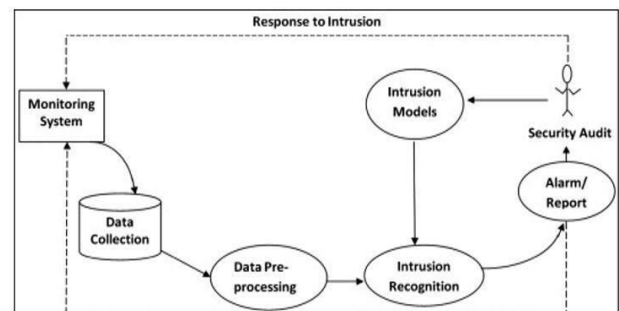 Response to Intrusion
Monitoring
System
Intrusion
Models
Security Audit
Alarm/
Report
Data
Collection
Data Pre-
processing
Intrusion
Recognition